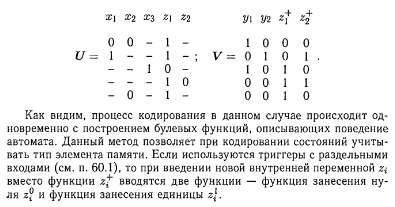 x₁ x₂ x₃ z₁ z₂ y₁ y₂ z₁⁺ z₂⁺
0 0 – 1 – 1 0 0 0
U = 1 – – 1 – ; V = 0 1 0 1 .
– – 1 0 – 0 0 1 0
– – – 1 0 0 0 1 1
– 0 – 1 – 0 1 1 0
Как видим, процесс кодирования в данном случае происходит од-
новременно с построением булевых функций, описывающих поведение
автомата. Данный метод позволяет при кодировании состояний учиты-
вать тип элемента памяти. Если используются триггеры с раздельными
входами (см. п. 60.1), то при введении новой внутренней переменной zᵢ
вместо функции zᵢ⁺ вводятся две функции — функция занесения ну-
ля zᵢ⁰ и функция занесения единицы zᵢ¹.